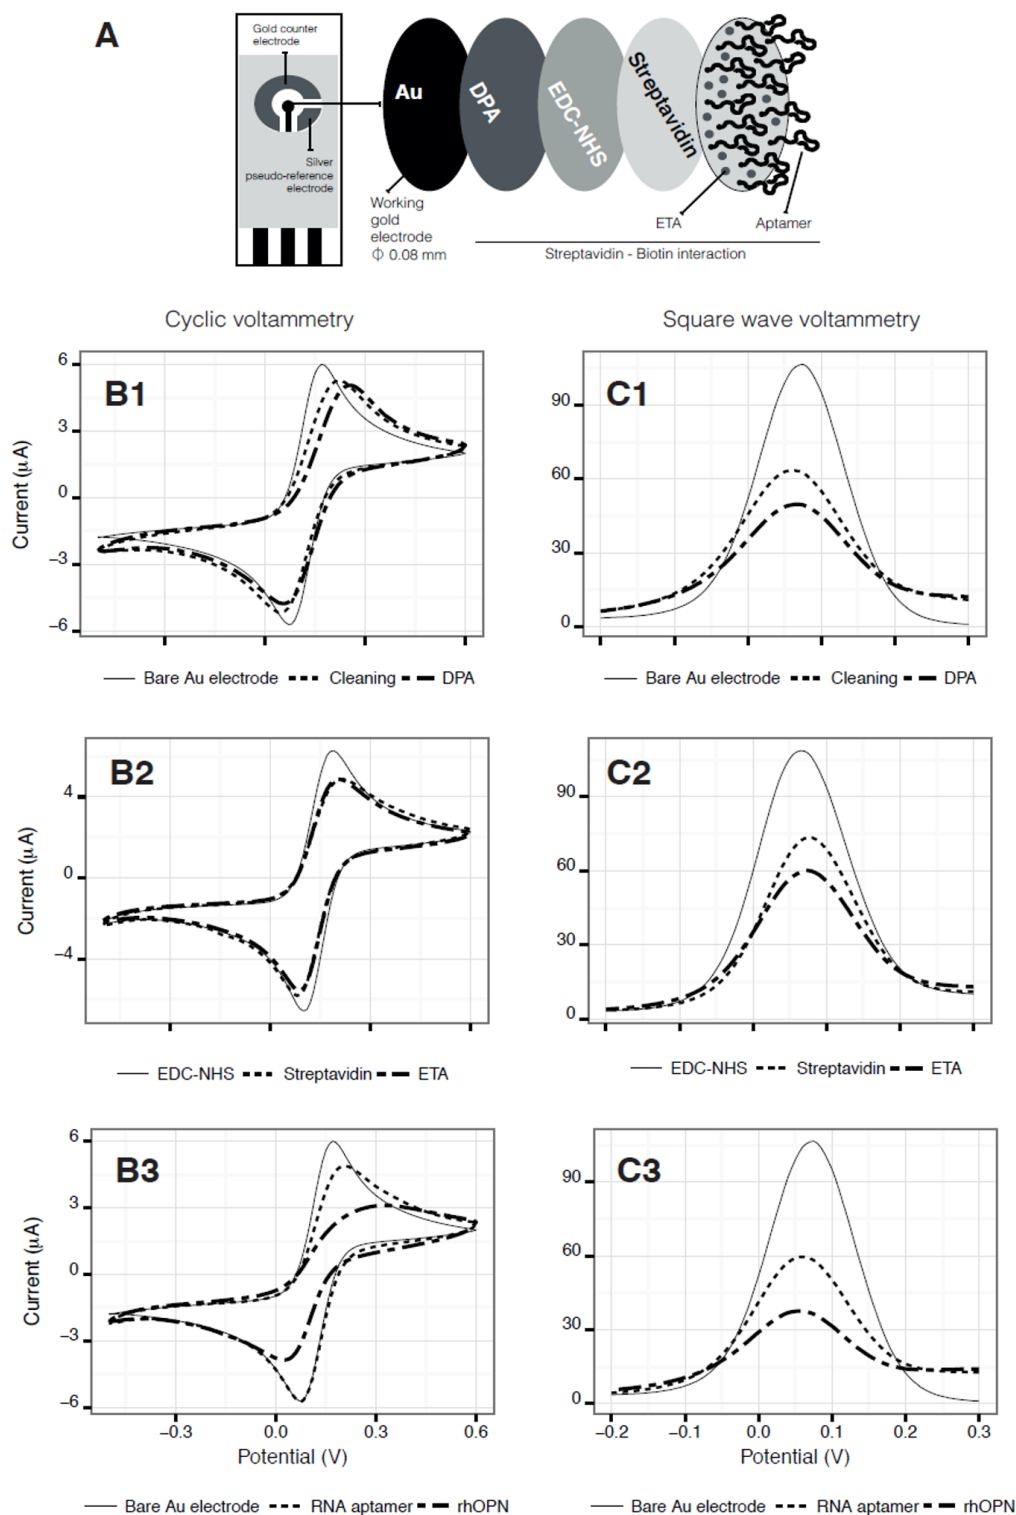 A
Gold counter
electrode
Silver
pseudo-reference
electrode
Au
DPA
EDC-NHS
Streptavidin
Working
gold
electrode
Φ 0.08 mm
ETA
Aptamer
Streptavidin - Biotin interaction
Cyclic voltammetry
Square wave voltammetry
B1
6
3
0
−3
−6
Current (μA)
Bare Au electrode Cleaning DPA
C1
90
60
30
0
Bare Au electrode Cleaning DPA
B2
4
0
−4
Current (μA)
EDC-NHS Streptavidin ETA
C2
90
60
30
0
EDC-NHS Streptavidin ETA
B3
6
3
0
−3
−6
Current (μA)
−0.3 0.0 0.3 0.6
Potential (V)
Bare Au electrode RNA aptamer rhOPN
C3
90
60
30
0
−0.2 −0.1 0.0 0.1 0.2 0.3
Potential (V)
Bare Au electrode RNA aptamer rhOPN